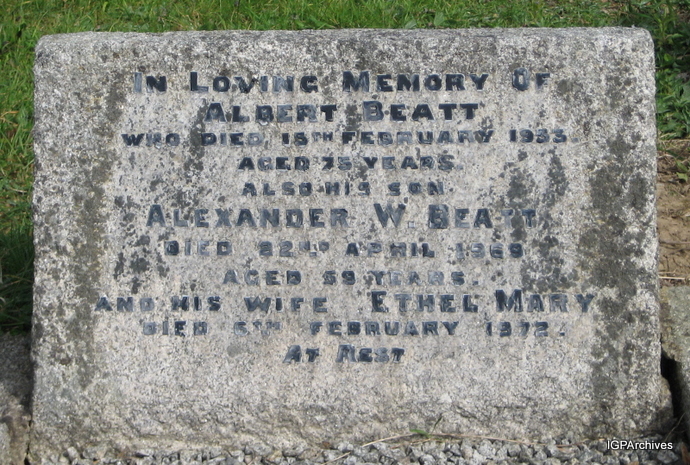 IN LOVING MEMORY OF
ALBERT BEATT
WHO DIED 15TH FEBRUARY 1933
AGED 75 YEARS.
ALSO HIS SON
ALEXANDER W. BEATT
DIED 22ND APRIL 1969
AGED 59 YEARS.
AND HIS WIFE ETHEL MARY
DIED 5TH FEBRUARY 1972.
AT REST
IGPArchives